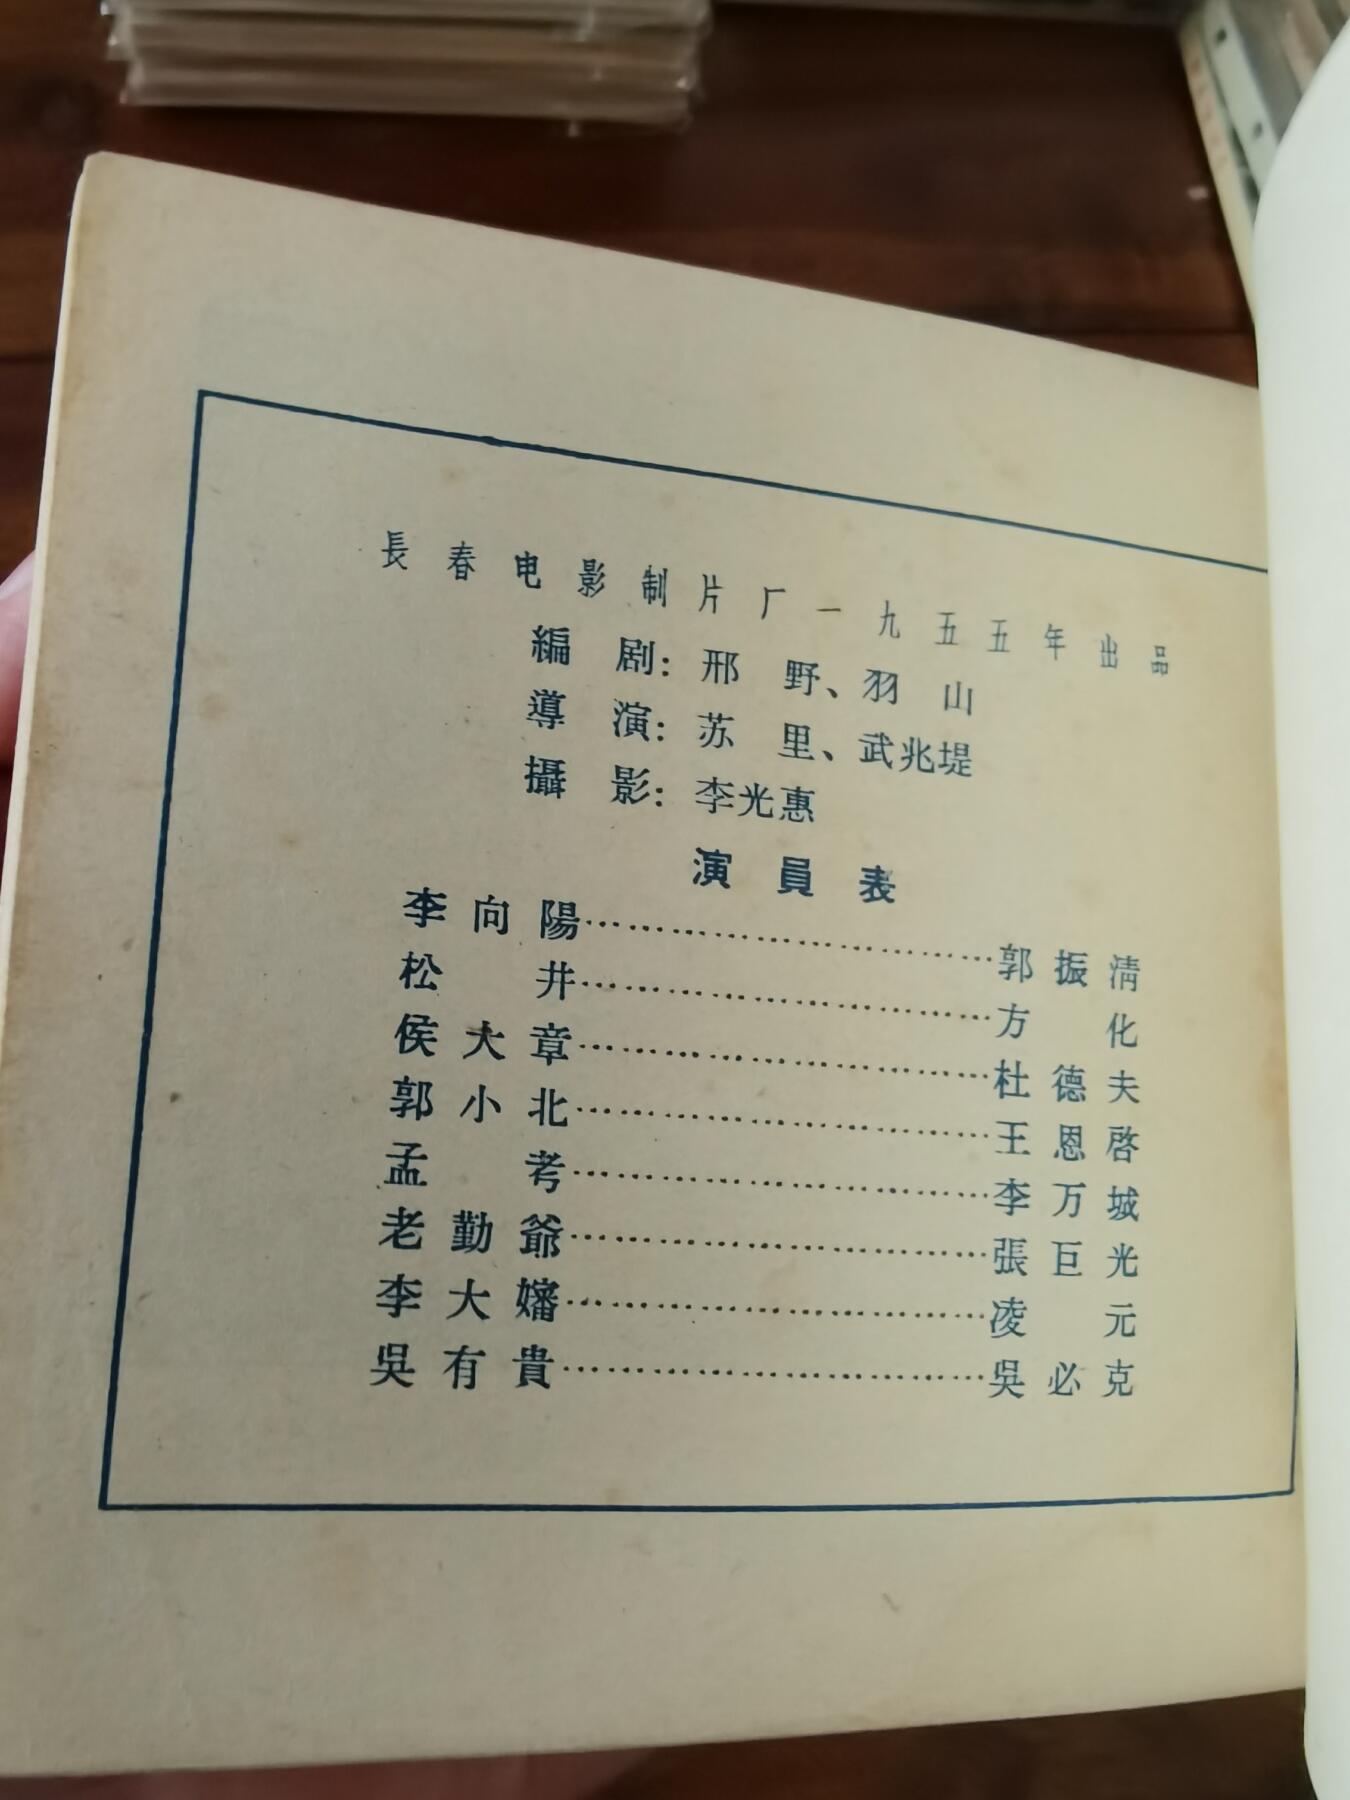 長春电影制片厂一九五五年出品
編剧：邢野、羽山
導演：苏里、武兆堤
攝影：李光惠
演員表
李向陽……………………郭振清
松井……………………方化
侯大章……………………杜德夫
郭小北……………………王恩啓
孟考……………………李万城
老勤爺……………………張巨光
李大嬸……………………凌元
吳有貴……………………吳必克